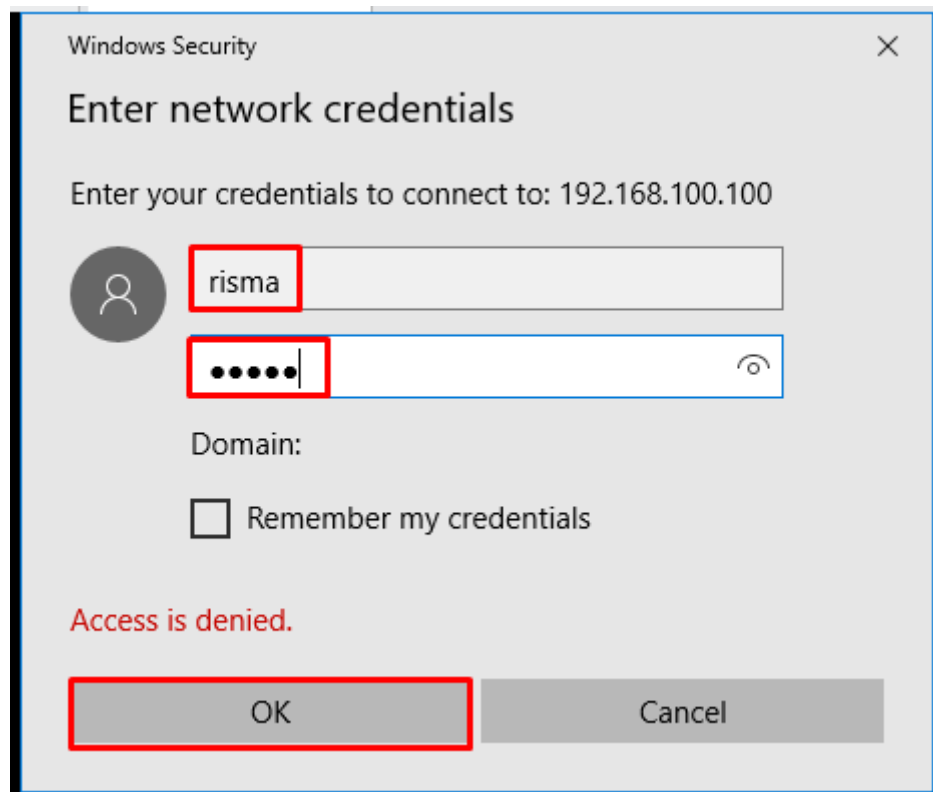 Windows Security
Enter network credentials
Enter your credentials to connect to: 192.168.100.100
risma
●●●●●
Domain:
Remember my credentials
Access is denied.
OK
Cancel